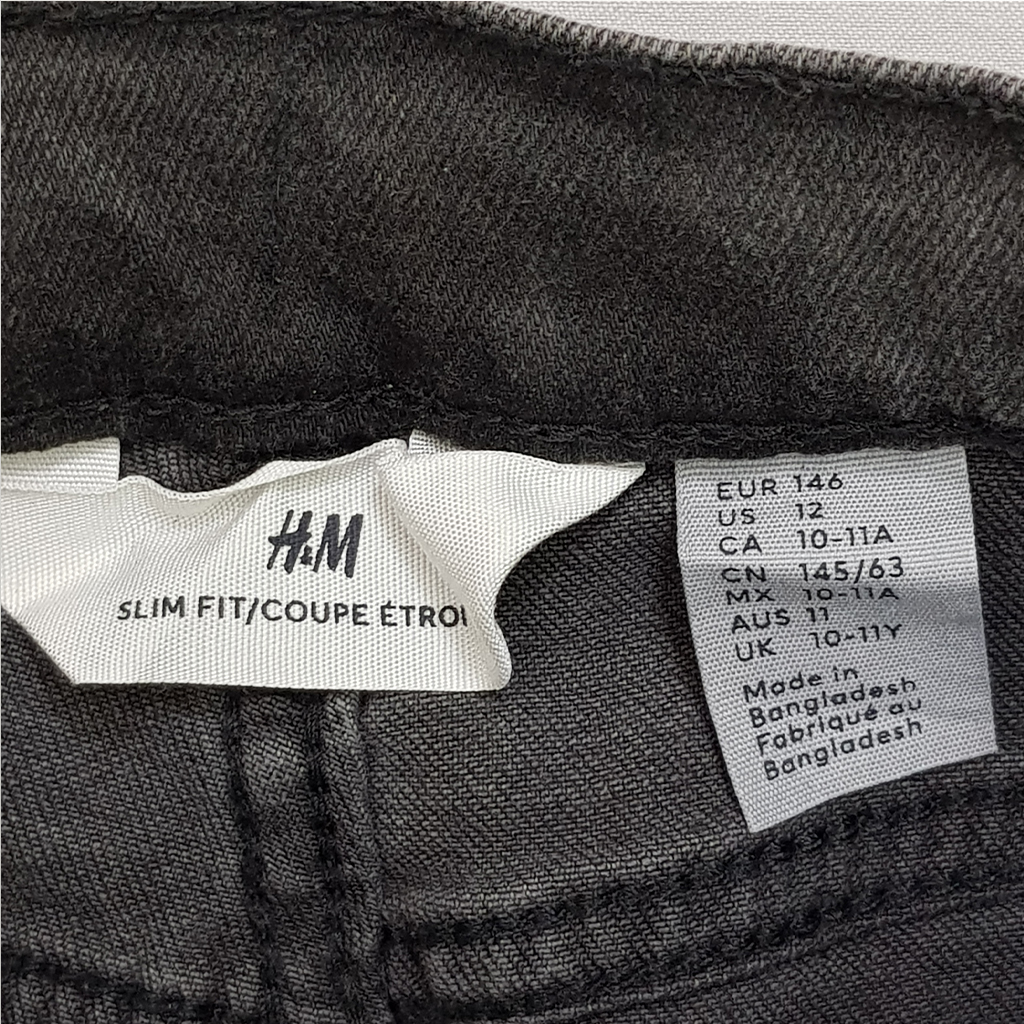 H&M
SLIM FIT/COUPE ÉTROI
EUR 146
US 12
CA 10-11A
CN 145/63
MX 10-11A
AUS 11
UK 10-11Y
Made in
Bangladesh
Fabriqué au
Bangladesh